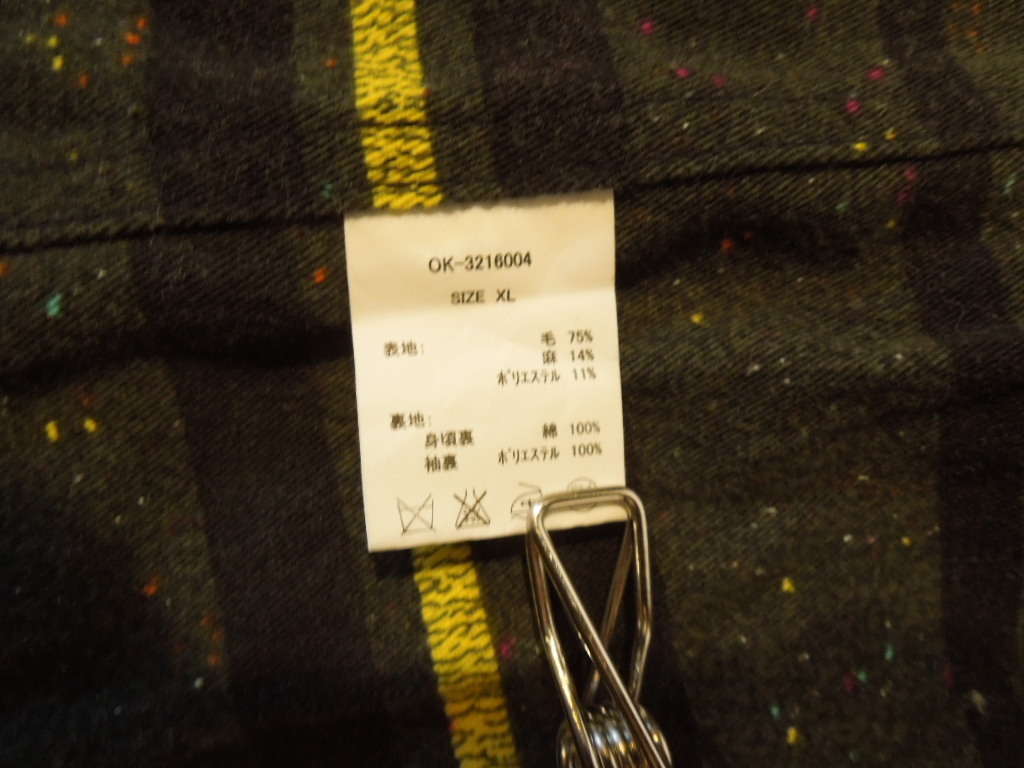 OK-3216004
SIZE XL
表地: 毛 75%
麻 14%
ポリエステル 11%
裏地:
身頃裏 綿 100%
袖裏 ポリエステル 100%